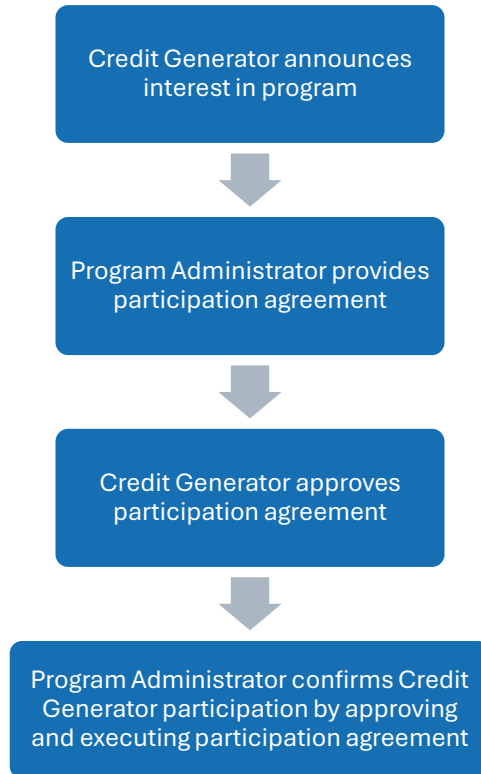 Credit Generator announces
interest in program
Program Administrator provides
participation agreement
Credit Generator approves
participation agreement
Program Administrator confirms Credit
Generator participation by approving
and executing participation agreement